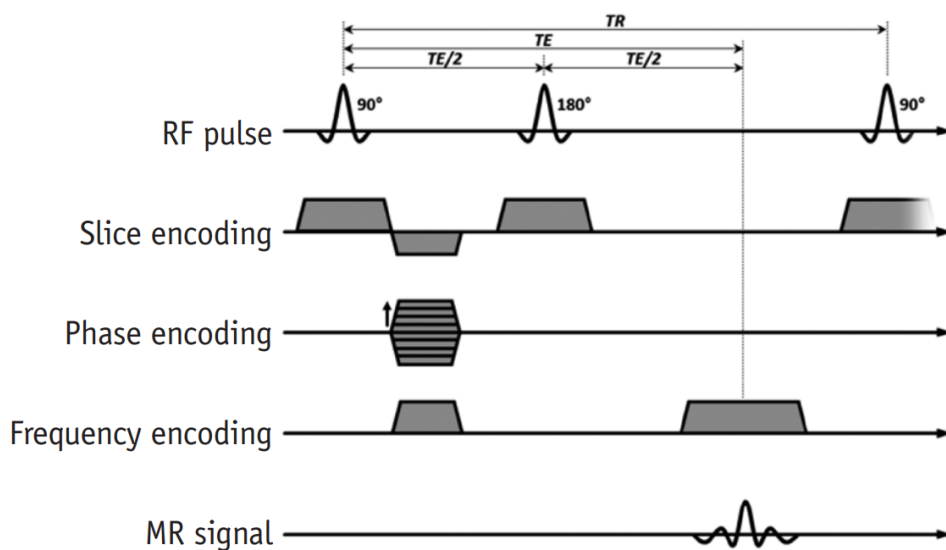 TR
TE
TE/2 TE/2
90° 180° 90°
RF pulse
Slice encoding
Phase encoding
Frequency encoding
MR signal